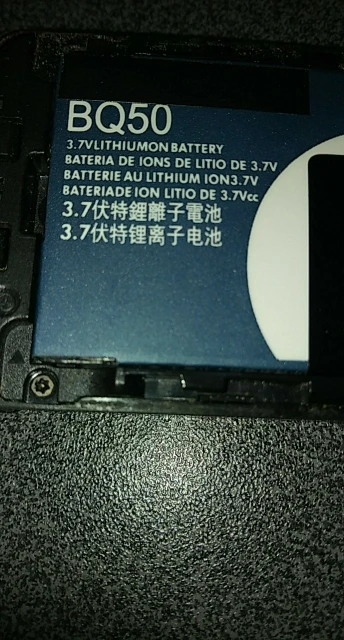 BQ50
3.7VLITHIUMON BATTERY
BATERIA DE IONS DE LITIO DE 3.7V
BATTERIE AU LITHIUM ION3.7V
BATERIADE ION LITIO DE 3.7Vcc
3.7伏特鋰離子電池
3.7伏特锂离子电池